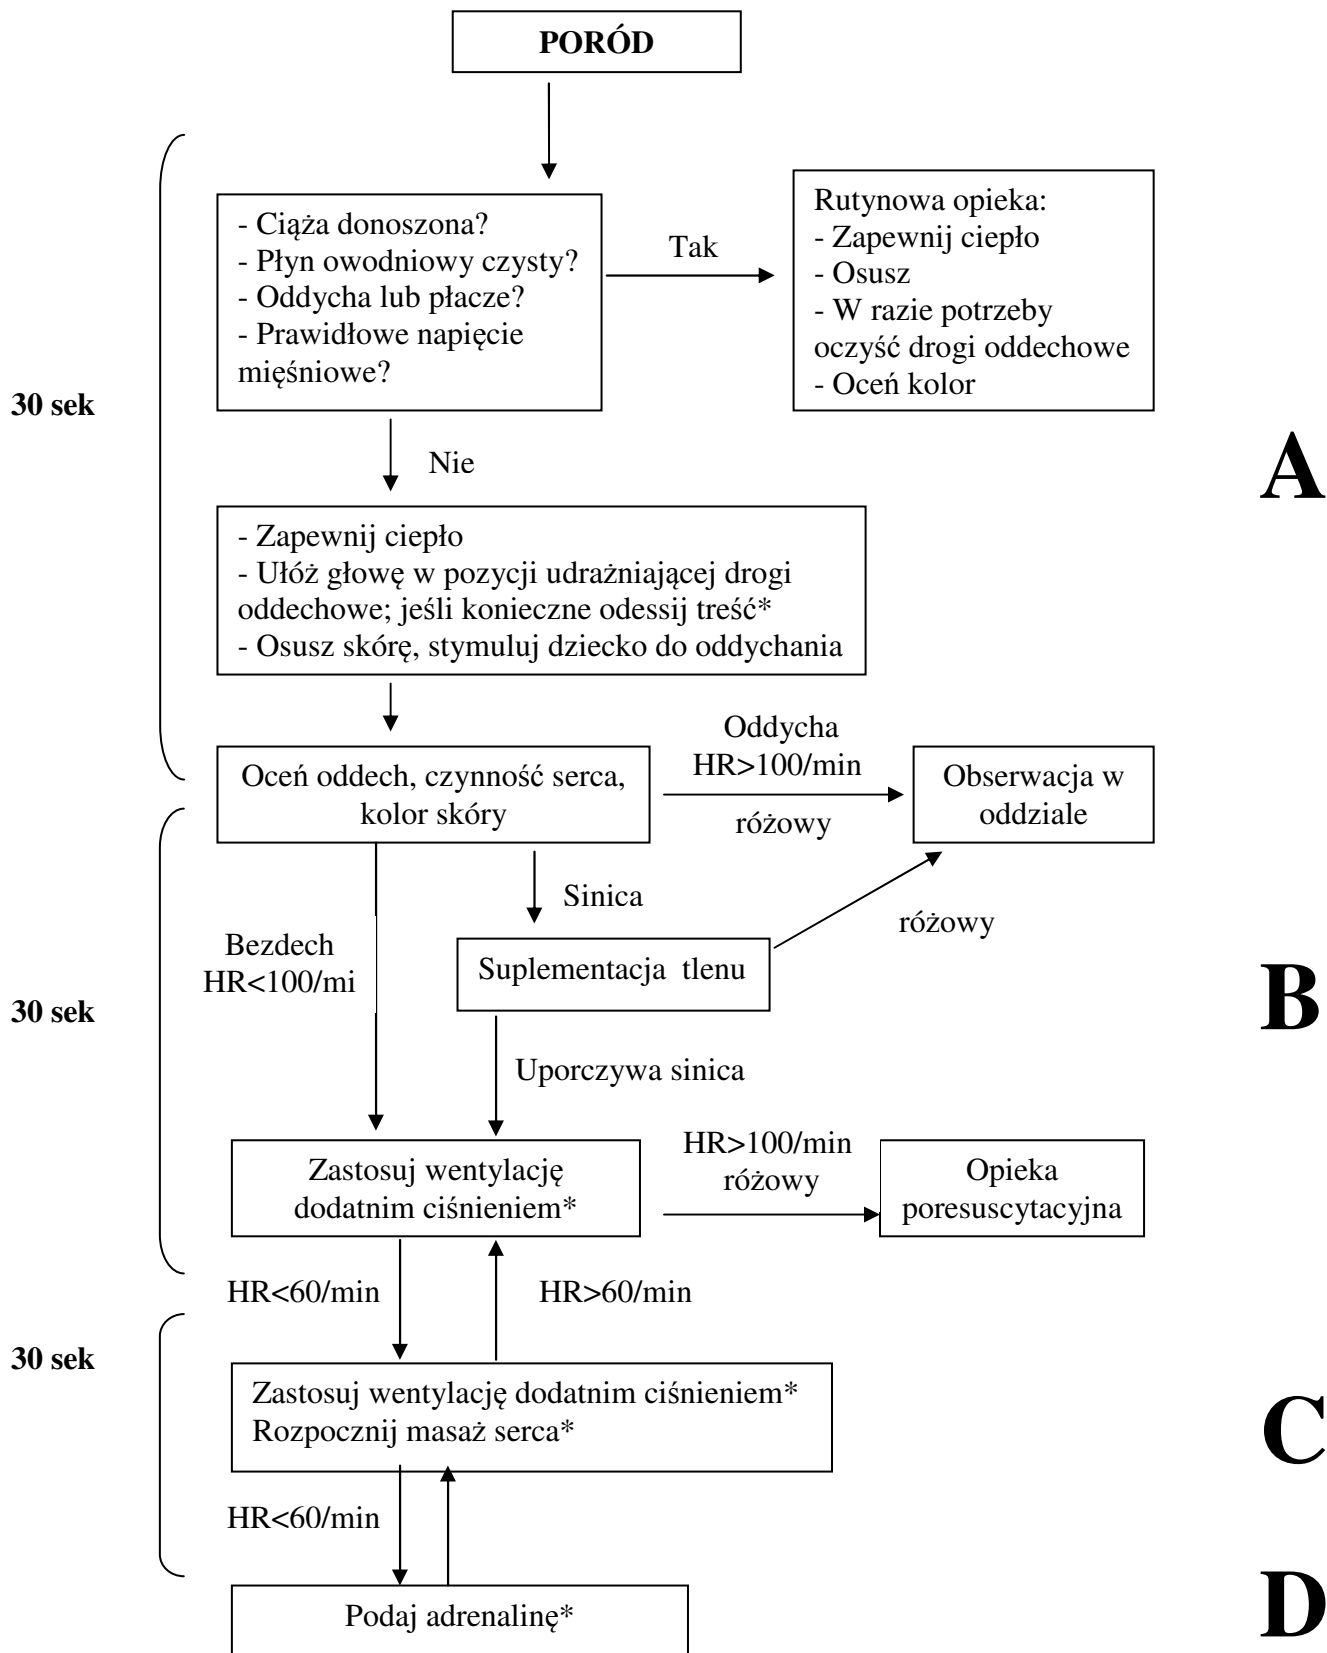 PORÓD
- Ciąża donoszona?
- Płyn owodniowy czysty?
- Oddycha lub płacze?
- Prawidłowe napięcie
mięśniowe?
Tak
Rutynowa opieka:
- Zapewnij ciepło
- Osusz
- W razie potrzeby
oczyść drogi oddechowe
- Oceń kolor
30 sek
A
Nie
- Zapewnij ciepło
- Ułóż głowę w pozycji udrażniającej drogi
oddechowe; jeśli konieczne odessij treść*
- Osusz skórę, stymuluj dziecko do oddychania
Oceń oddech, czynność serca,
kolor skóry
Oddycha
HR>100/min
różowy
Obserwacja w
oddziale
Sinica
różowy
Bezdech
HR<100/mi
Suplementacja tlenu
30 sek
B
Uporczywa sinica
Zastosuj wentylację
dodatnim ciśnieniem*
HR>100/min
różowy
Opieka
poresuscytacyjna
HR<60/min
HR>60/min
30 sek
Zastosuj wentylację dodatnim ciśnieniem*
Rozpocznij masaż serca*
C
HR<60/min
Podaj adrenalinę*
D